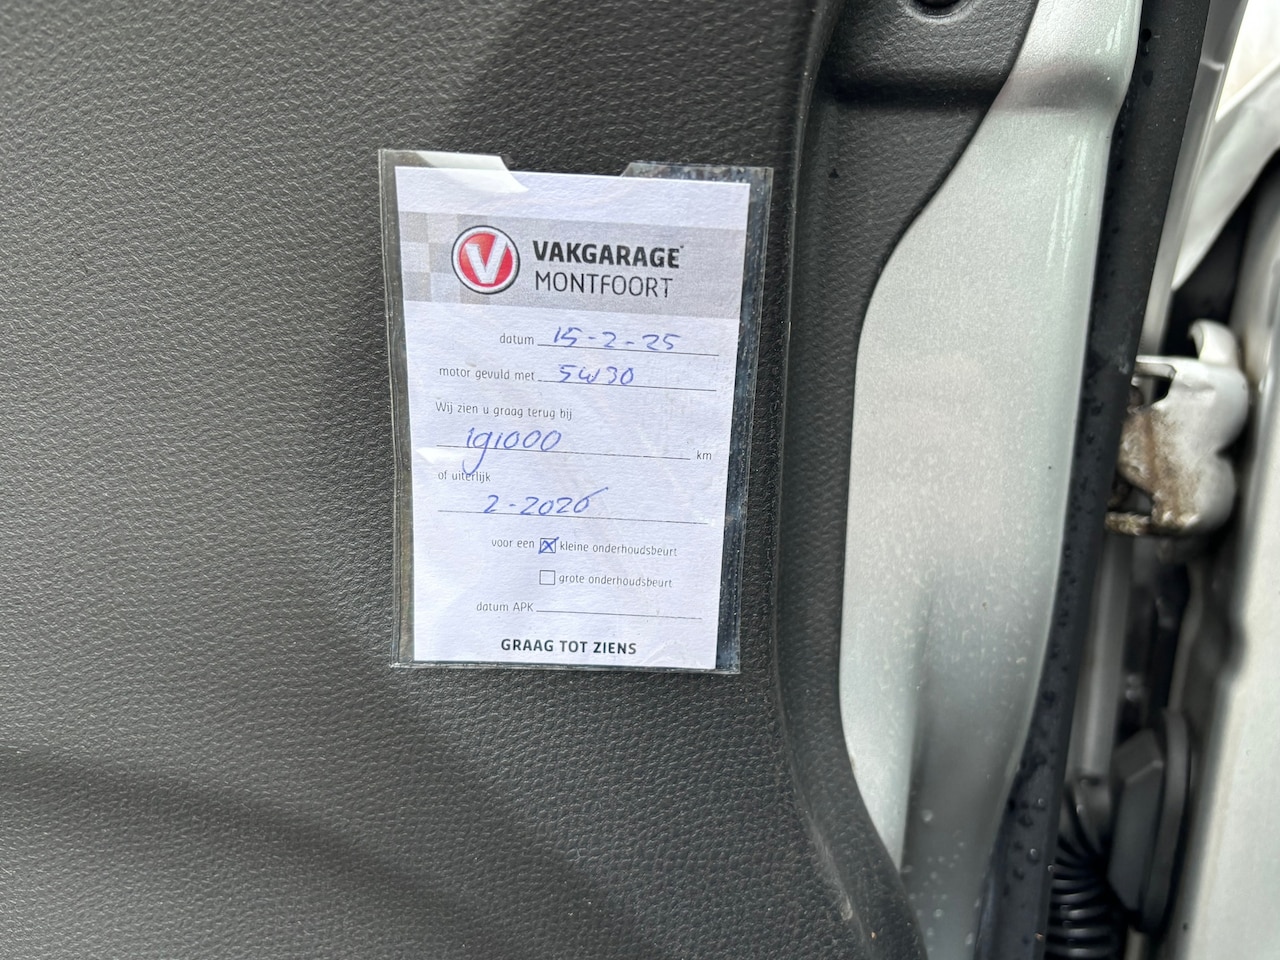 V VAKGARAGE
MONTFOORT
datum 15-2-25
motor gevuld met 5W30
Wij zien u graag terug bij
191000 km
of uiterlijk
2-2026
voor een kleine onderhoudsbeurt
grote onderhoudsbeurt
datum APK
GRAAG TOT ZIENS